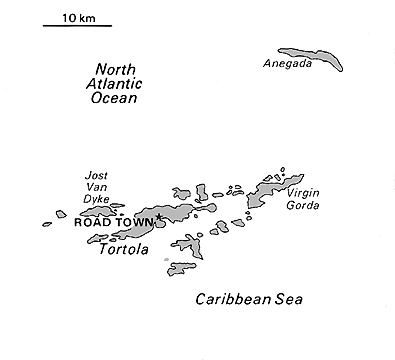 10 km
North
Atlantic
Ocean
Anegada
Jost
Van
Dyke
Virgin
Gorda
ROAD TOWN
Tortola
Caribbean Sea